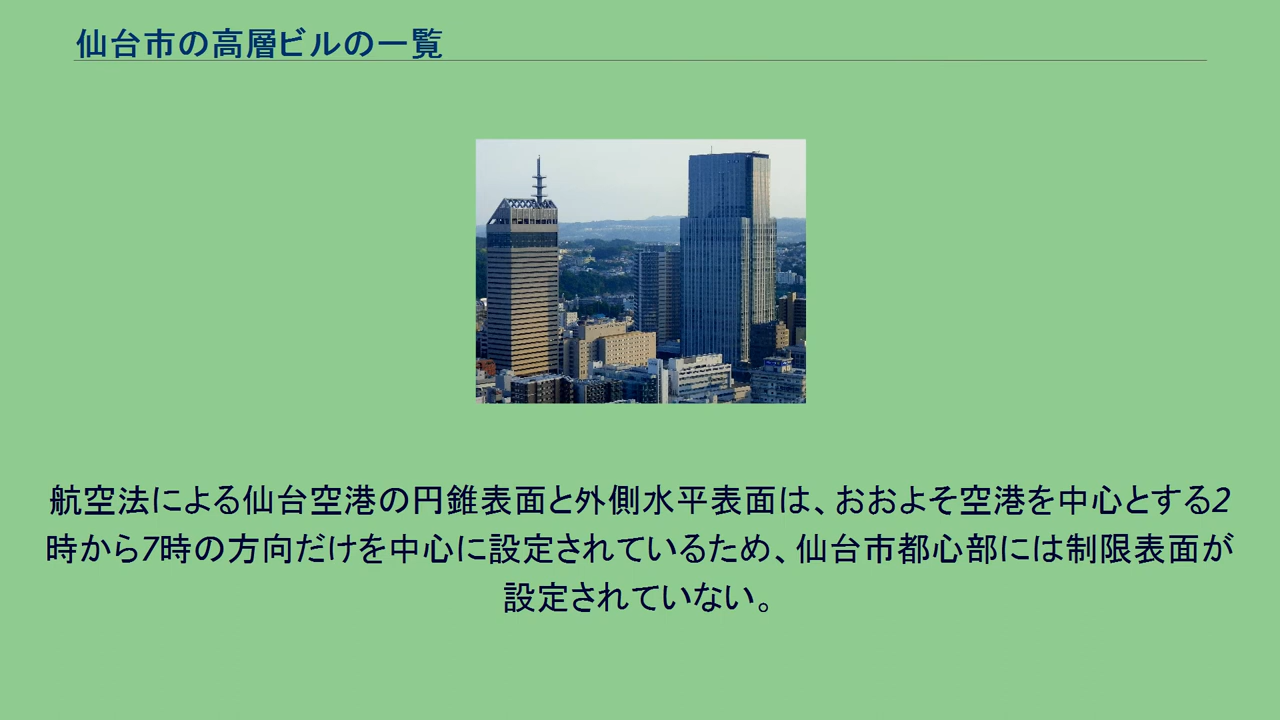 仙台市の高層ビルの一覧
航空法による仙台空港の円錐表面と外側水平表面は、おおよそ空港を中心とする2
時から7時の方向だけを中心に設定されているため、仙台市都心部には制限表面が
設定されていない。